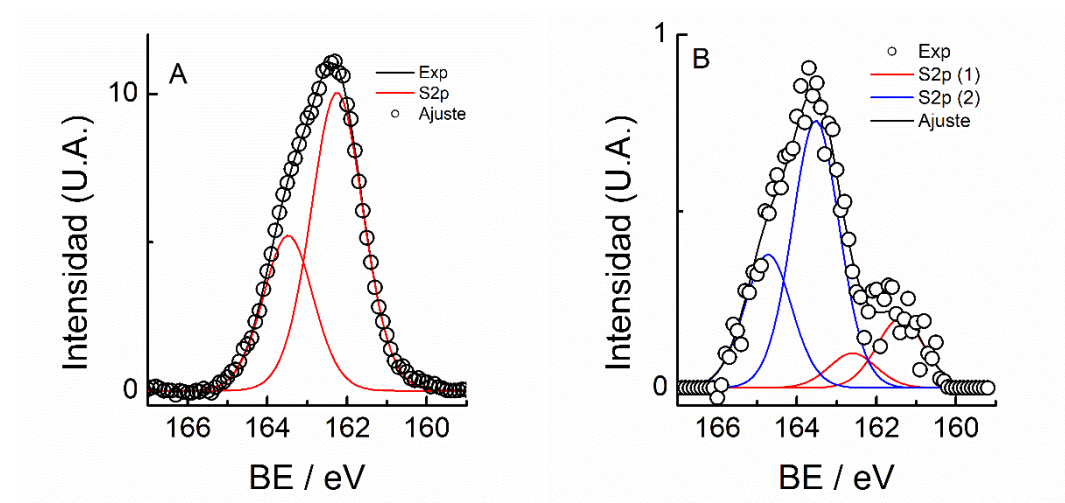 A
Exp
S2p
Ajuste
10
0
Intensidad (U.A.)
166 164 162 160
BE / eV
1
B
Exp
S2p (1)
S2p (2)
Ajuste
0
Intensidad (U.A.)
166 164 162 160
BE / eV